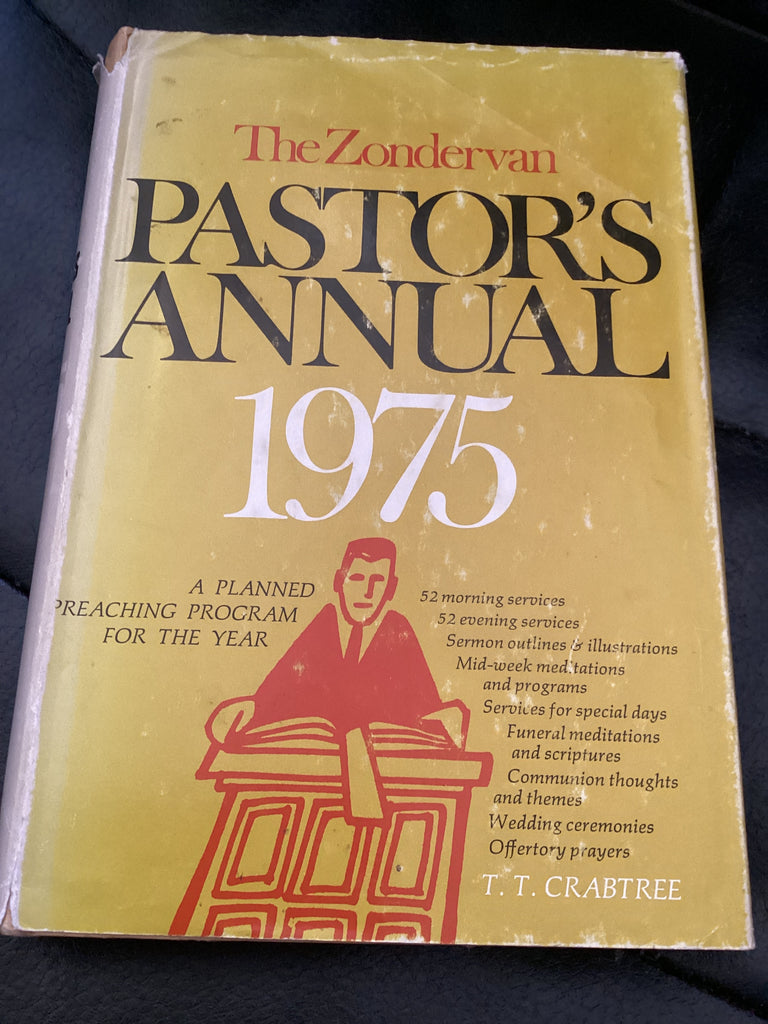 The Zondervan
PASTOR'S
ANNUAL
1975
A PLANNED
PREACHING PROGRAM
FOR THE YEAR
52 morning services
52 evening services
Sermon outlines & illustrations
Mid-week meditations
and programs
Services for special days
Funeral meditations
and scriptures
Communion thoughts
and themes
Wedding ceremonies
Offertory prayers
T. T. CRABTREE